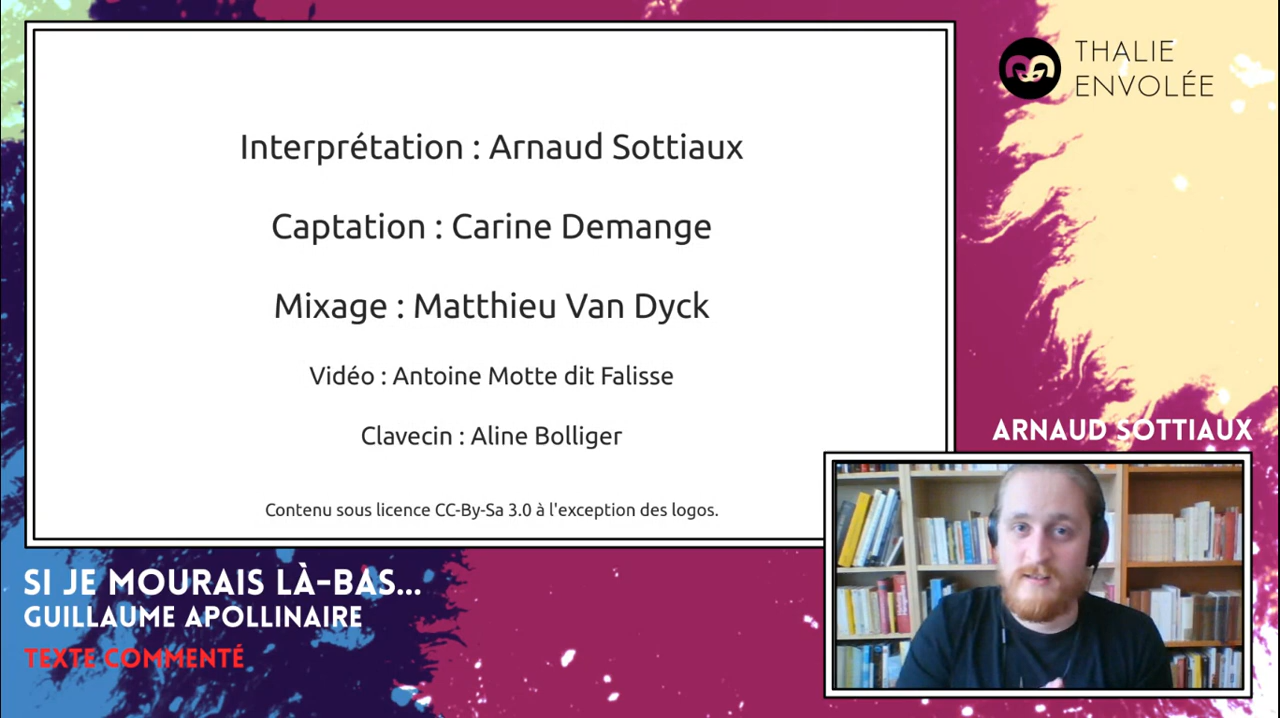 Interprétation : Arnaud Sottiaux
Captation : Carine Demange
Mixage : Matthieu Van Dyck
Vidéo : Antoine Motte dit Falisse
Clavecin : Aline Bolliger
Contenu sous licence CC-By-Sa 3.0 à l'exception des logos.
THALIE
ENVOLÉE
ARNAUD SOTTIAUX
SI JE MOURAIS LÀ-BAS...
GUILLAUME APOLLINAIRE
TEXTE COMMENTÉ